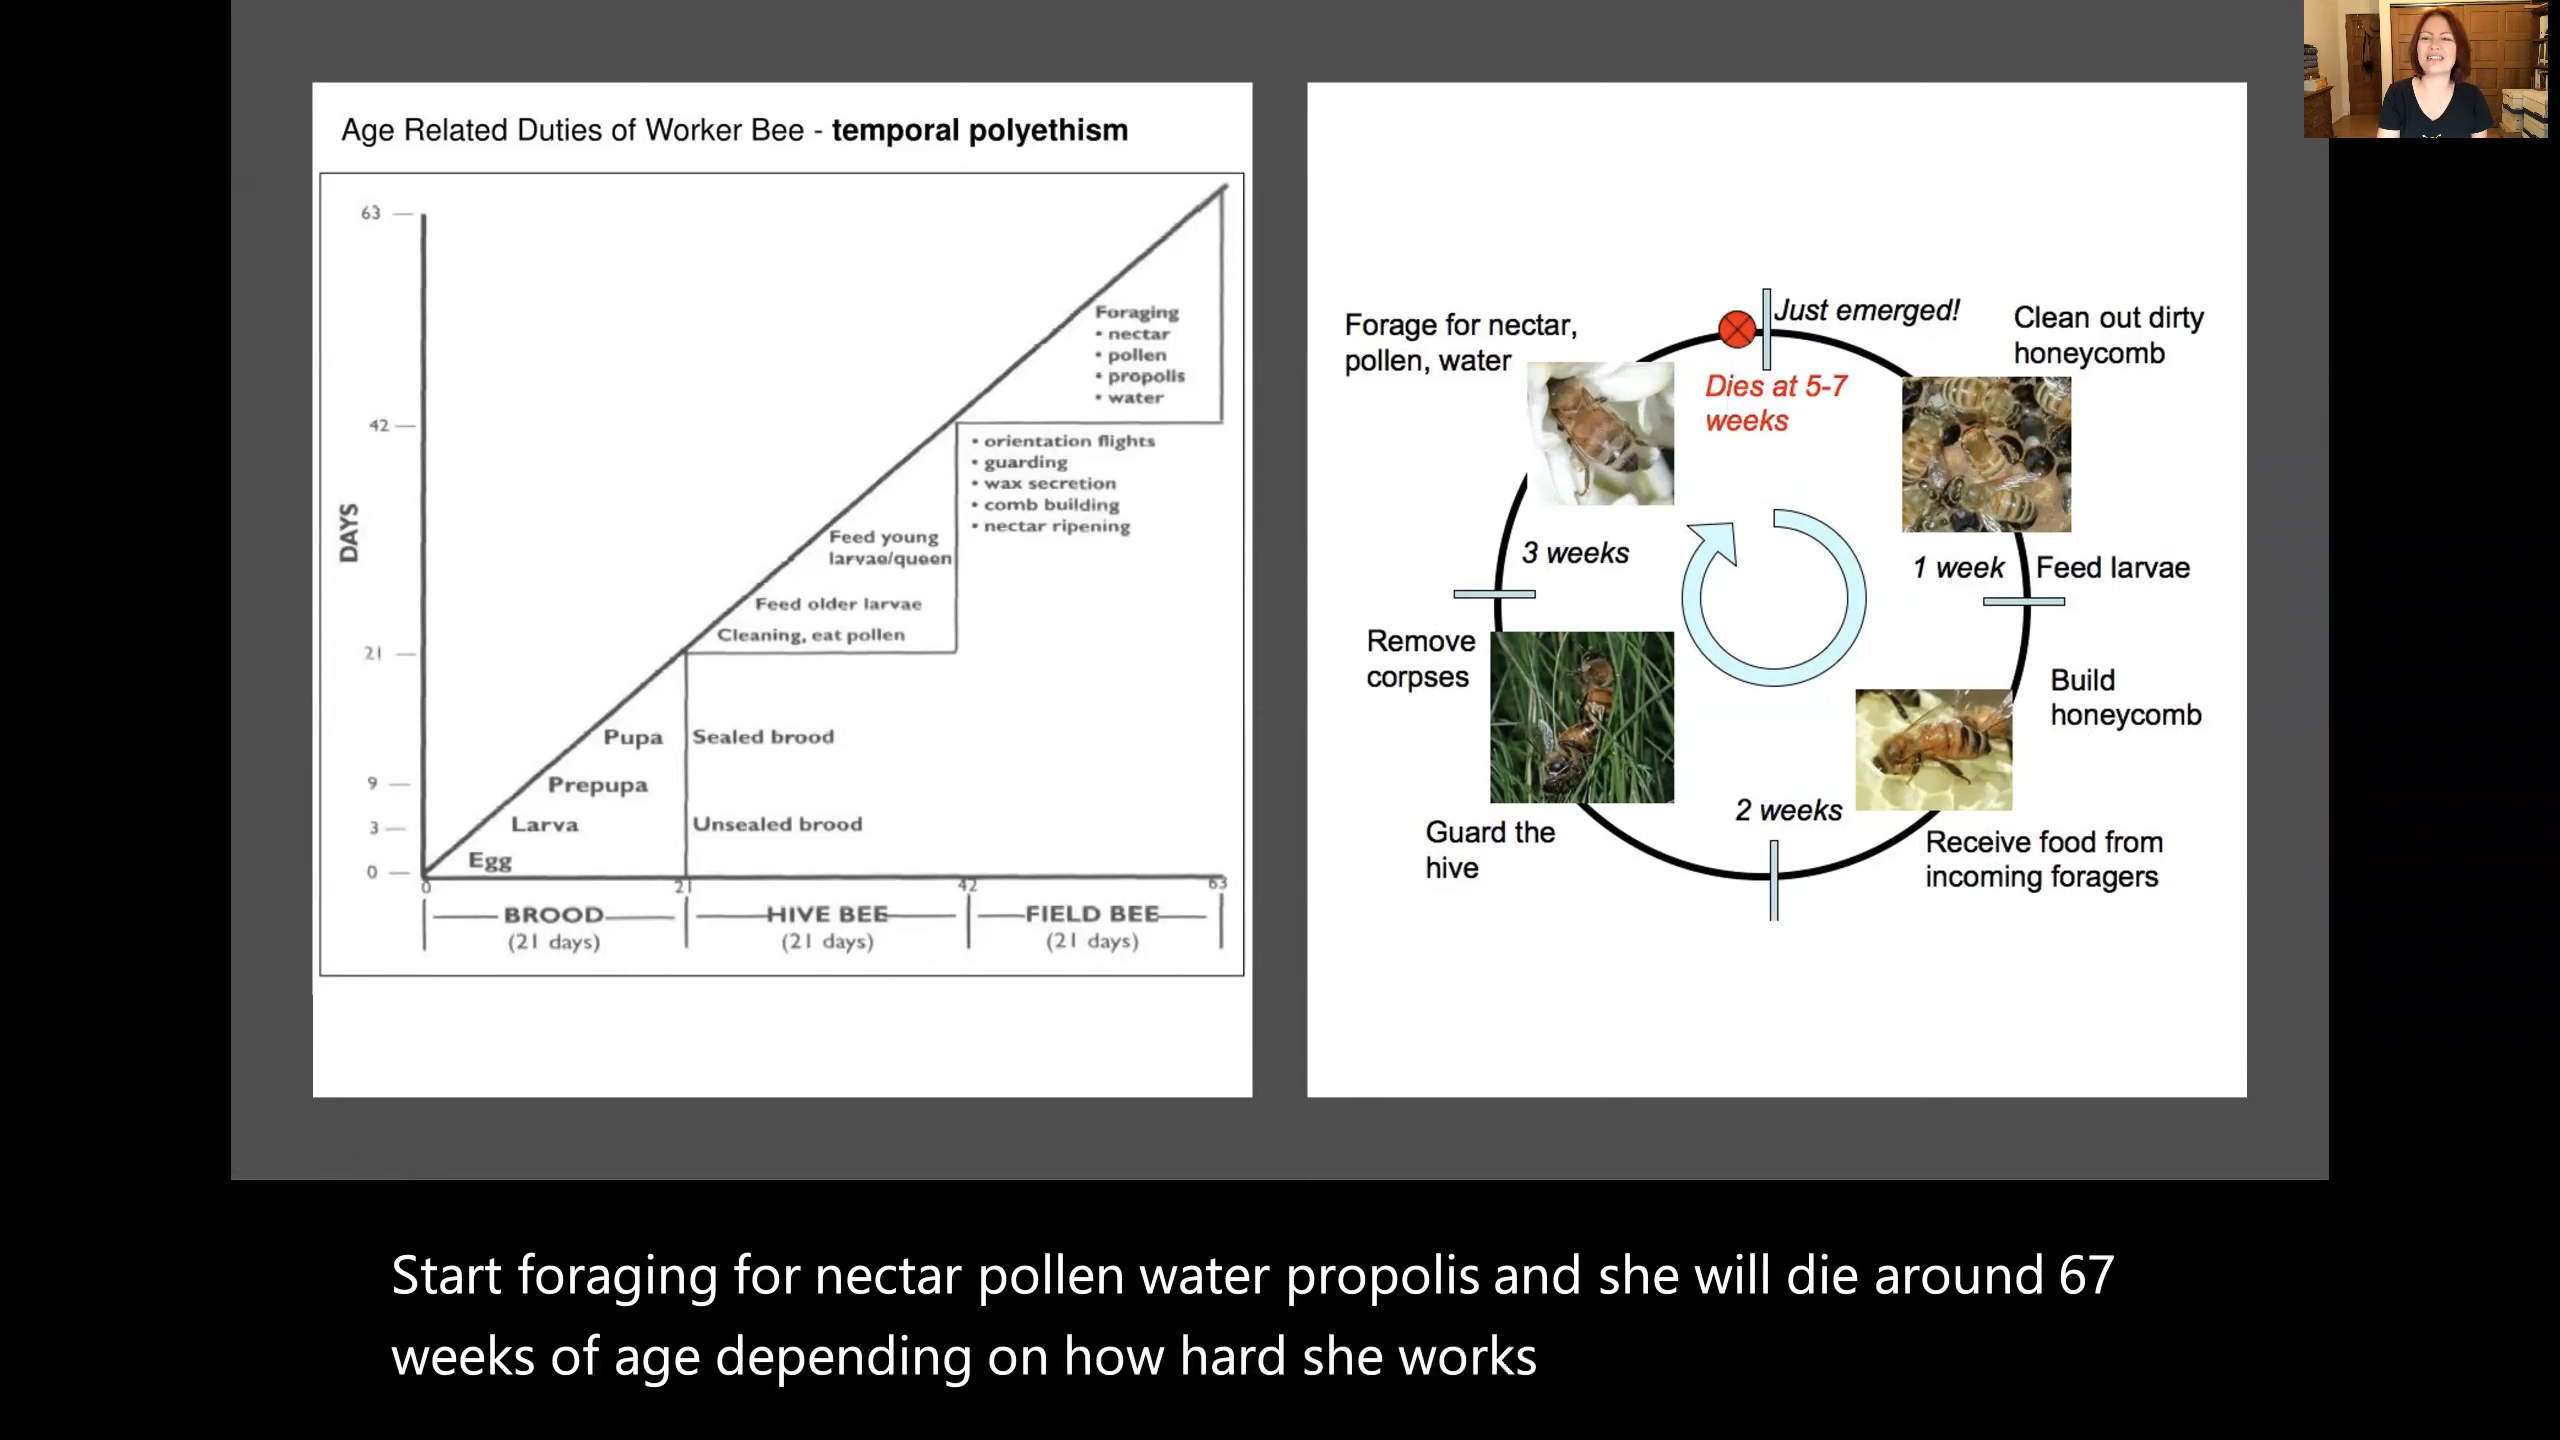 Age Related Duties of Worker Bee - temporal polyethism
63
42
21
9
3
0
DAYS
Foraging
• nectar
• pollen
• propolis
• water
• orientation flights
• guarding
• wax secretion
• comb building
• nectar ripening
Feed young
larvae/queen
Feed older larvae
Cleaning, eat pollen
Pupa
Sealed brood
Prepupa
Larva
Unsealed brood
Egg
0
21
42
63
BROOD
(21 days)
HIVE BEE
(21 days)
FIELD BEE
(21 days)
Just emerged!
Clean out dirty
honeycomb
1 week
Feed larvae
Build
honeycomb
Receive food from
incoming foragers
2 weeks
Guard the
hive
Remove
corpses
3 weeks
Forage for nectar,
pollen, water
Dies at 5-7
weeks
Start foraging for nectar pollen water propolis and she will die around 67
weeks of age depending on how hard she works